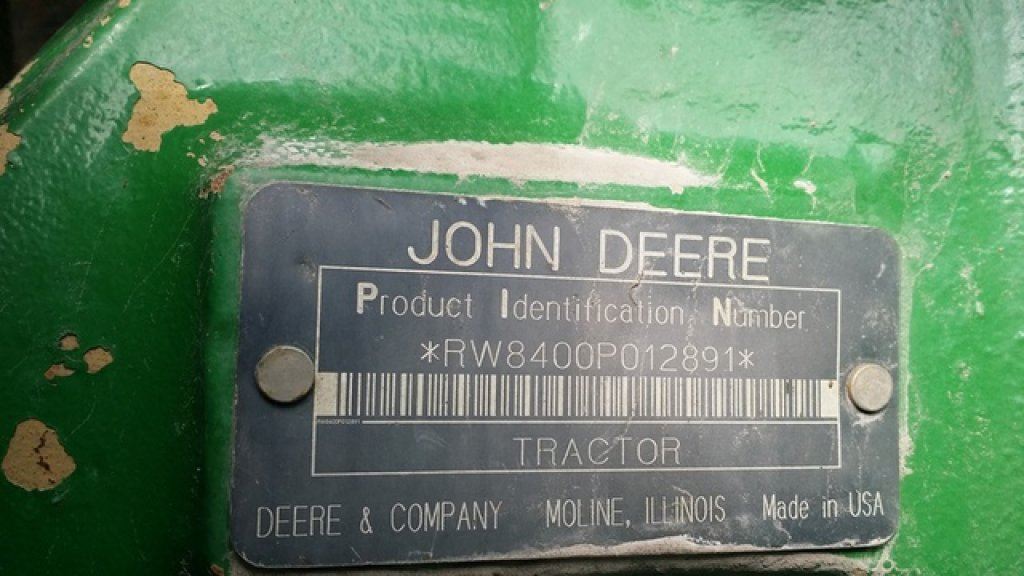 JOHN DEERE
Product Identification Number
*RW8400P012891*
TRACTOR
DEERE & COMPANY MOLINE, ILLINOIS Made in USA